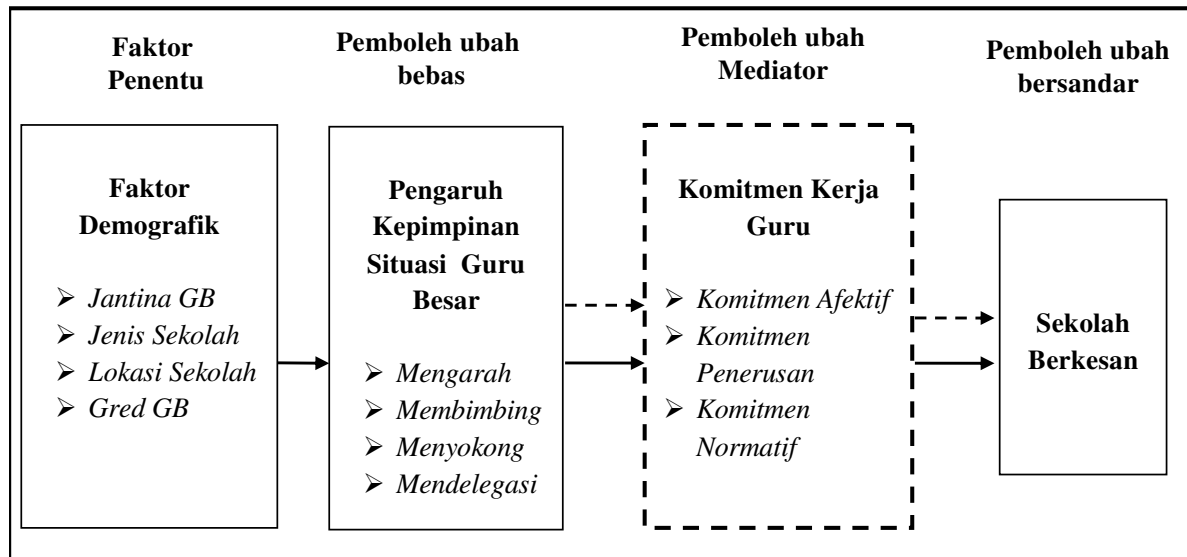 Faktor
Penentu
Pemboleh ubah
bebas
Pemboleh ubah
Mediator
Pemboleh ubah
bersandar
Faktor
Demografik
➢ Jantina GB
➢ Jenis Sekolah
➢ Lokasi Sekolah
➢ Gred GB
Pengaruh
Kepimpinan
Situasi Guru
Besar
➢ Mengarah
➢ Membimbing
➢ Menyokong
➢ Mendelegasi
Komitmen Kerja
Guru
➢ Komitmen Afektif
➢ Komitmen
Penerusan
➢ Komitmen
Normatif
Sekolah
Berkesan